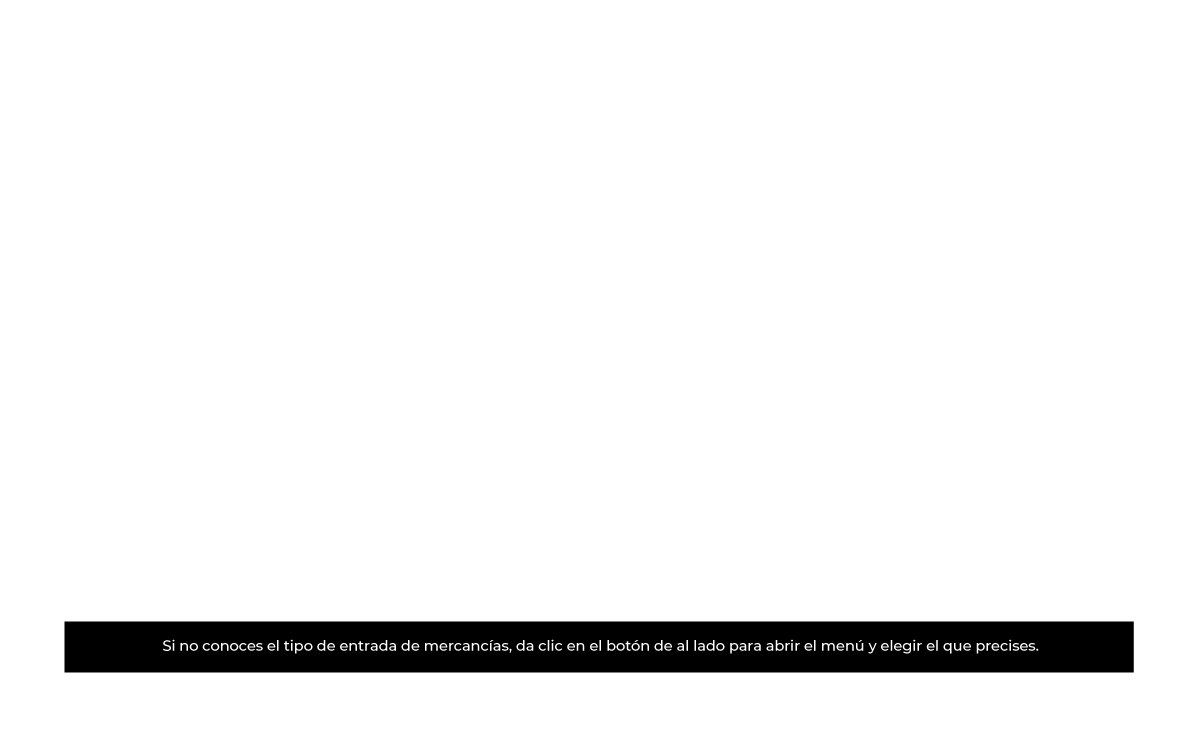 Si no conoces el tipo de entrada de mercancías, da clic en el botón de al lado para abrir el menú y elegir el que precises.